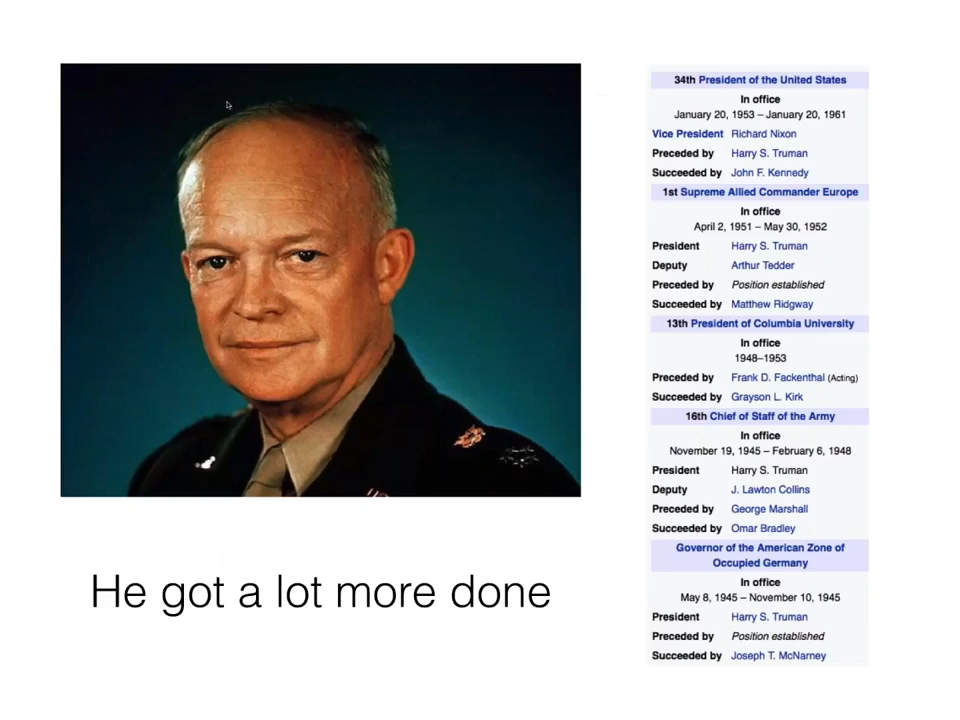 34th President of the United States
In office
January 20, 1953 – January 20, 1961
Vice President Richard Nixon
Preceded by Harry S. Truman
Succeeded by John F. Kennedy
1st Supreme Allied Commander Europe
In office
April 2, 1951 – May 30, 1952
President Harry S. Truman
Deputy Arthur Tedder
Preceded by Position established
Succeeded by Matthew Ridgway
13th President of Columbia University
In office
1948–1953
Preceded by Frank D. Fackenthal (Acting)
Succeeded by Grayson L. Kirk
16th Chief of Staff of the Army
In office
November 19, 1945 – February 6, 1948
President Harry S. Truman
Deputy J. Lawton Collins
Preceded by George Marshall
Succeeded by Omar Bradley
Governor of the American Zone of
Occupied Germany
In office
May 8, 1945 – November 10, 1945
President Harry S. Truman
Preceded by Position established
Succeeded by Joseph T. McNarney
He got a lot more done